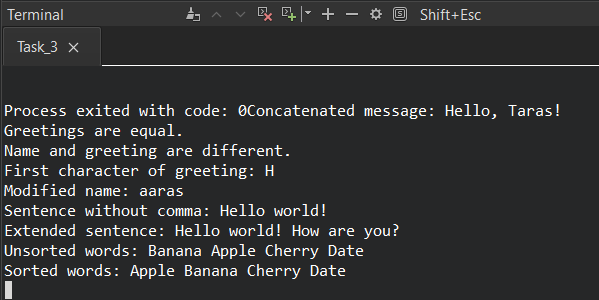 Terminal
Shift+Esc
Task_3
Process exited with code: 0Concatenated message: Hello, Taras!
Greetings are equal.
Name and greeting are different.
First character of greeting: H
Modified name: aaras
Sentence without comma: Hello world!
Extended sentence: Hello world! How are you?
Unsorted words: Banana Apple Cherry Date
Sorted words: Apple Banana Cherry Date